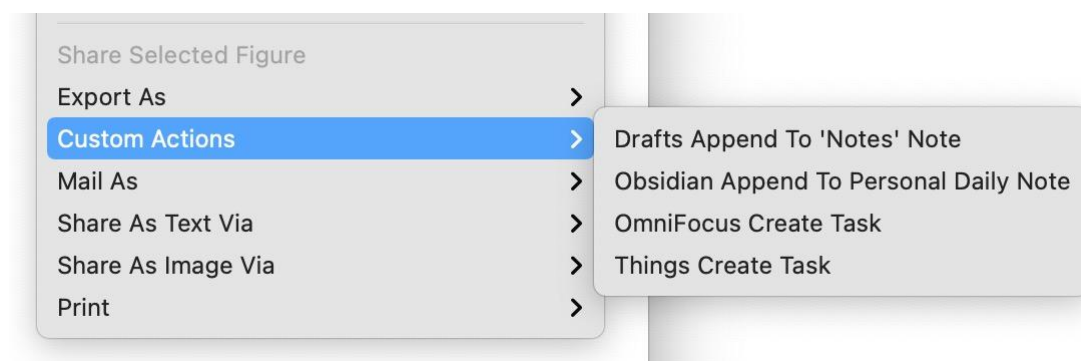 Share Selected Figure
Export As
Custom Actions
Mail As
Share As Text Via
Share As Image Via
Print
Drafts Append To 'Notes' Note
Obsidian Append To Personal Daily Note
OmniFocus Create Task
Things Create Task